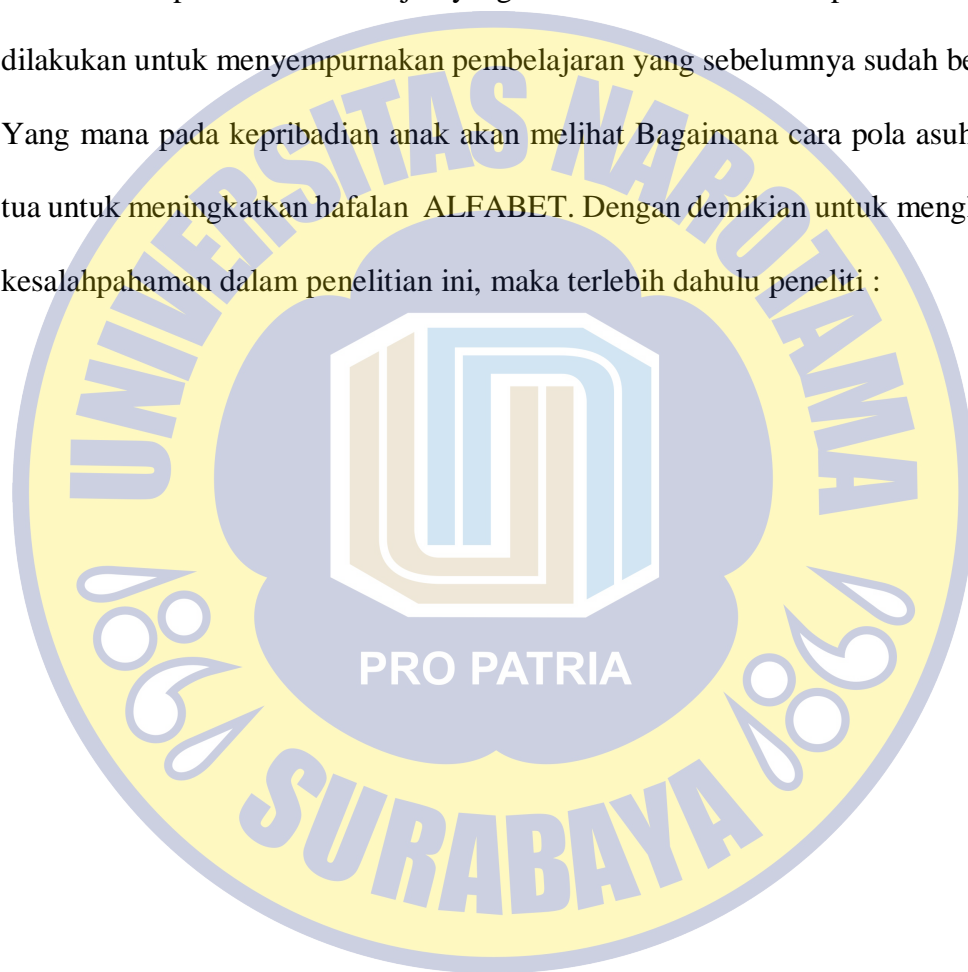 dilakukan untuk menyempurnakan pembelajaran yang sebelumnya sudah be
Yang mana pada kepribadian anak akan melihat Bagaimana cara pola asuh
tua untuk meningkatkan hafalan ALFABET. Dengan demikian untuk meng
kesalahpahaman dalam penelitian ini, maka terlebih dahulu peneliti :
UNIVERSITAS NAROTAMA
PRO PATRIA
SURABAYA